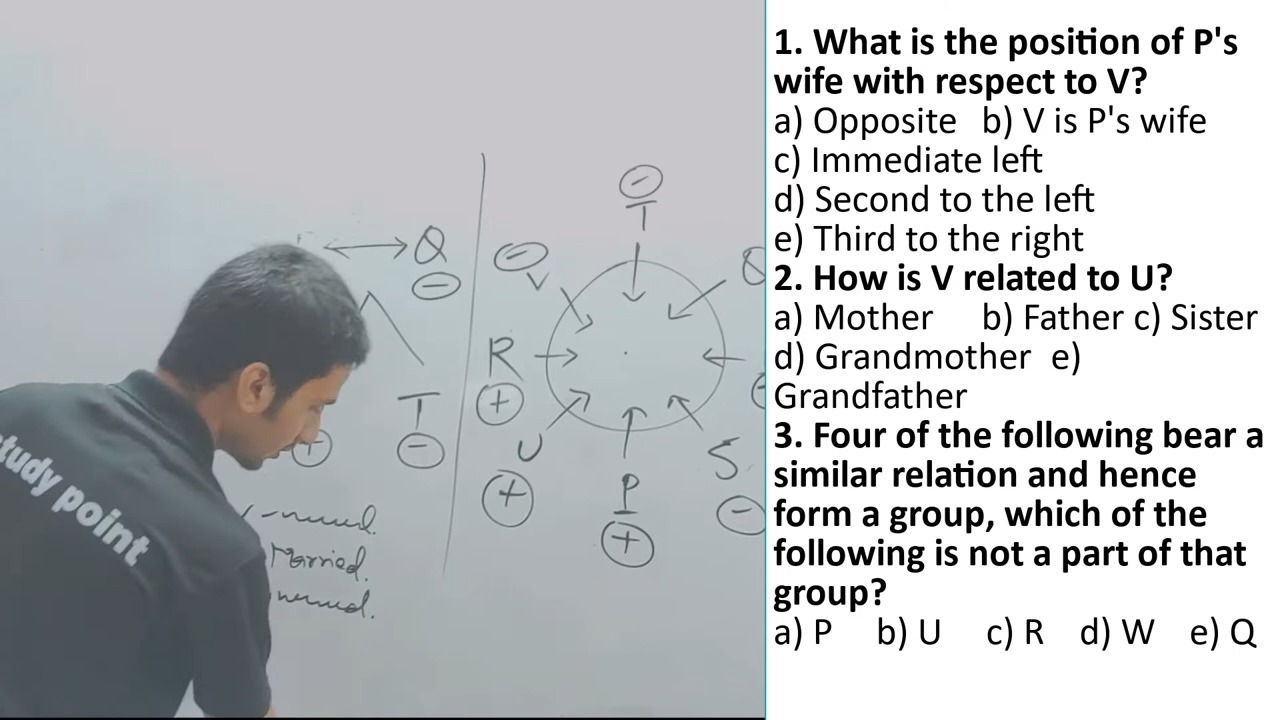 1. What is the position of P's
wife with respect to V?
a) Opposite b) V is P's wife
c) Immediate left
d) Second to the left
e) Third to the right
2. How is V related to U?
a) Mother b) Father c) Sister
d) Grandmother e)
Grandfather
3. Four of the following bear a
similar relation and hence
form a group, which of the
following is not a part of that
group?
a) P b) U c) R d) W e) Q
study point
Q
-
T
-
+
Married.
-
T
-
V
Q
R
+
U
+
P
+
S
-